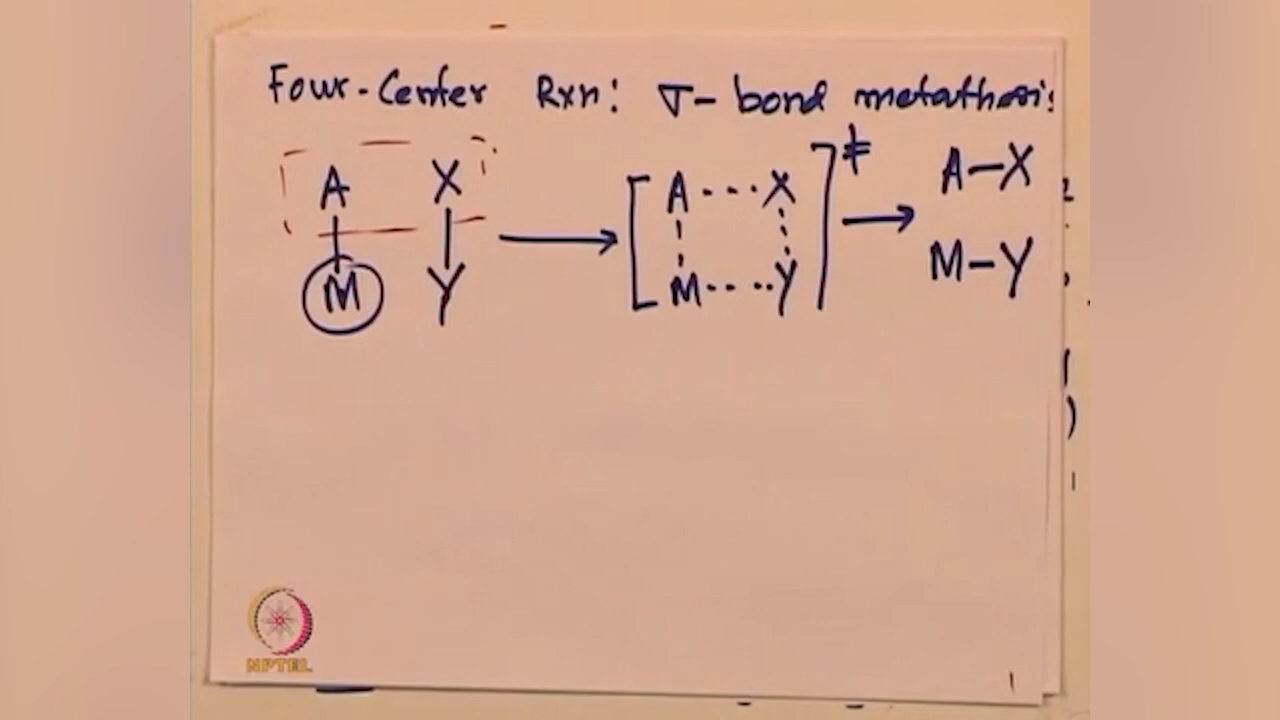 Four-Center Rxn: σ-bond metathesis
A X [A---X]‡ A-X
M Y M----Y M-Y
NPTEL